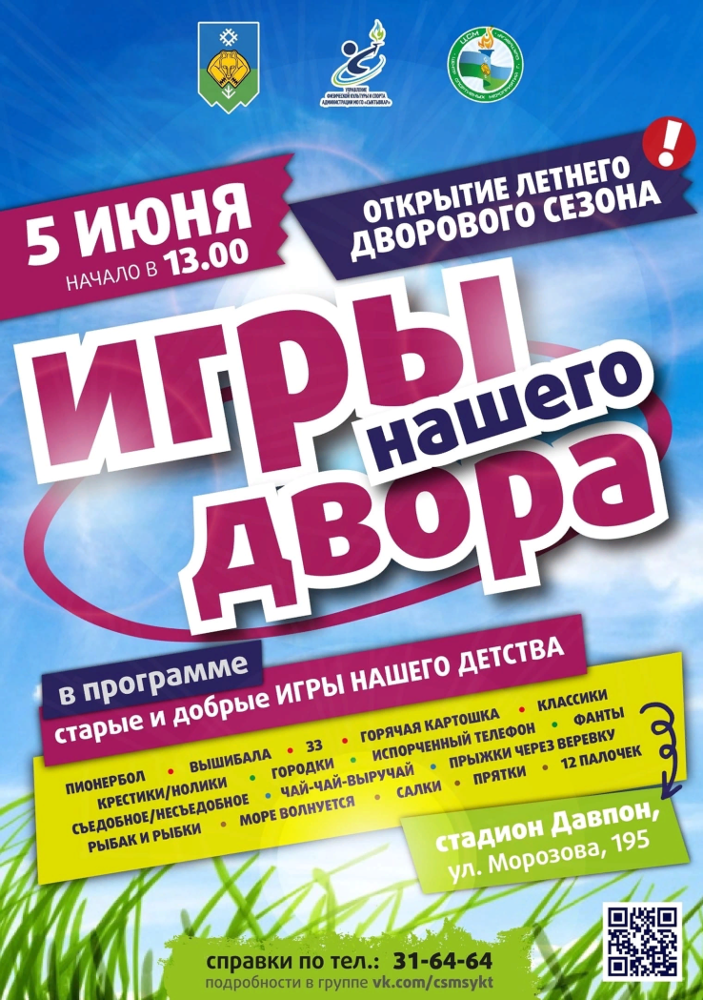 УПРАВЛЕНИЕ
ФИЗИЧЕСКОЙ КУЛЬТУРЫ И СПОРТА
АДМИНИСТРАЦИИ МО ГО «СЫКТЫВКАР»
ЦСМ
5 ИЮНЯ
НАЧАЛО В 13.00
ОТКРЫТИЕ ЛЕТНЕГО
ДВОРОВОГО СЕЗОНА
!
ИГРЫ
нашего
двора
в программе
старые и добрые ИГРЫ НАШЕГО ДЕТСТВА
ПИОНЕРБОЛ • ВЫШИБАЛА • 33 • ГОРЯЧАЯ КАРТОШКА • КЛАССИКИ
КРЕСТИКИ/НОЛИКИ • ГОРОДКИ • ИСПОРЧЕННЫЙ ТЕЛЕФОН • ФАНТЫ
СЪЕДОБНОЕ/НЕСЪЕДОБНОЕ • ЧАЙ-ЧАЙ-ВЫРУЧАЙ • ПРЫЖКИ ЧЕРЕЗ ВЕРЕВКУ
РЫБАК И РЫБКИ • МОРЕ ВОЛНУЕТСЯ • САЛКИ • ПРЯТКИ • 12 ПАЛОЧЕК
стадион Давпон,
ул. Морозова, 195
справки по тел.: 31-64-64
подробности в группе vk.com/csmsykt